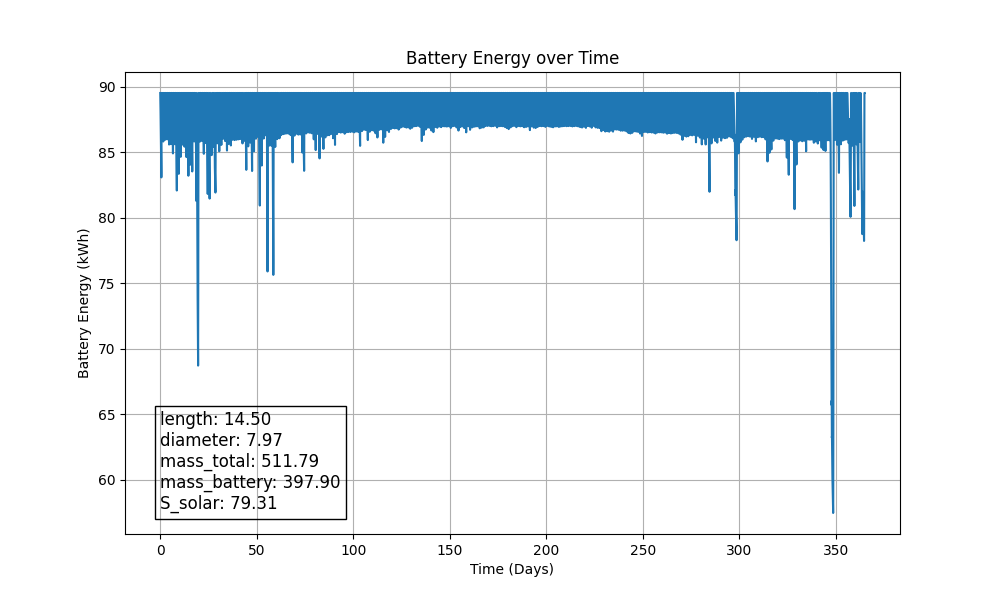 Battery Energy over Time
Battery Energy (kWh)
90
85
80
75
70
65
60
length: 14.50
diameter: 7.97
mass_total: 511.79
mass_battery: 397.90
S_solar: 79.31
0 50 100 150 200 250 300 350
Time (Days)